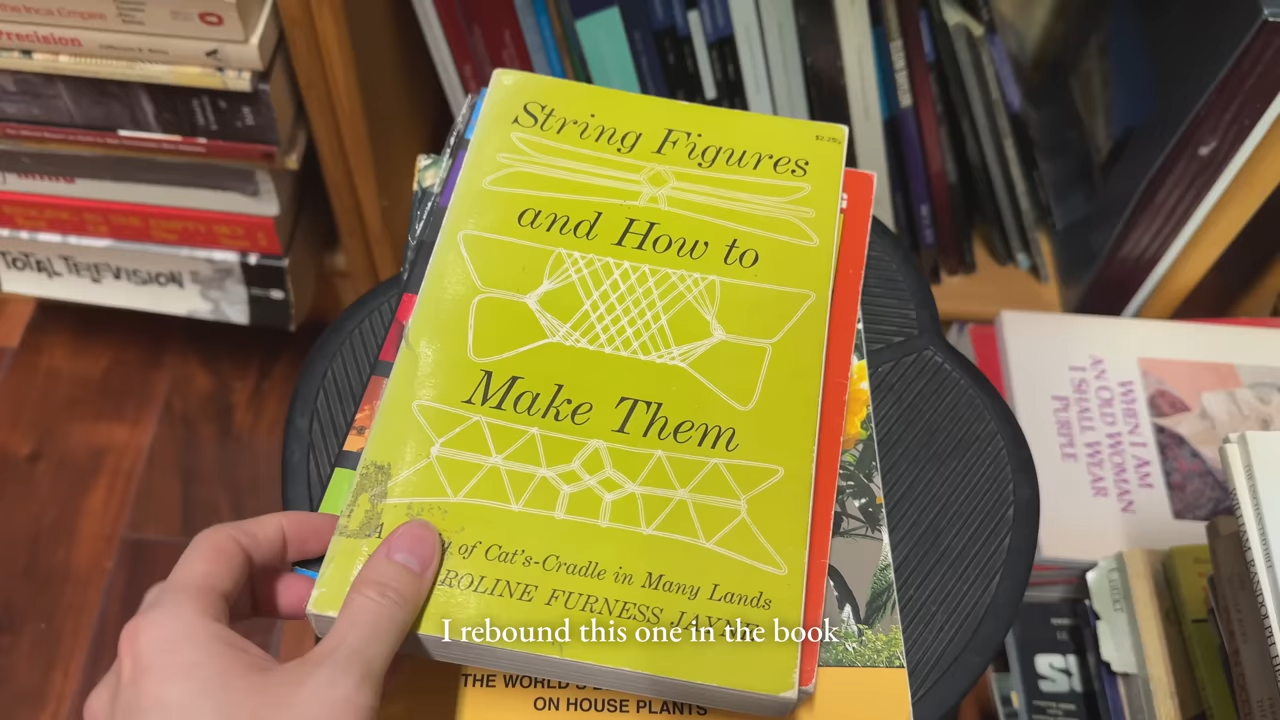 String Figures
and How to
Make Them
A
of Cat's-Cradle in Many Lands
FURNESS JAYNE
I rebound this one in the book
THE WORLD'S
ON HOUSE PLANTS
Precision
TOTAL TELEVISION
WHEN I AM
AN OLD WOMAN
I SHALL WEAR
PURPLE